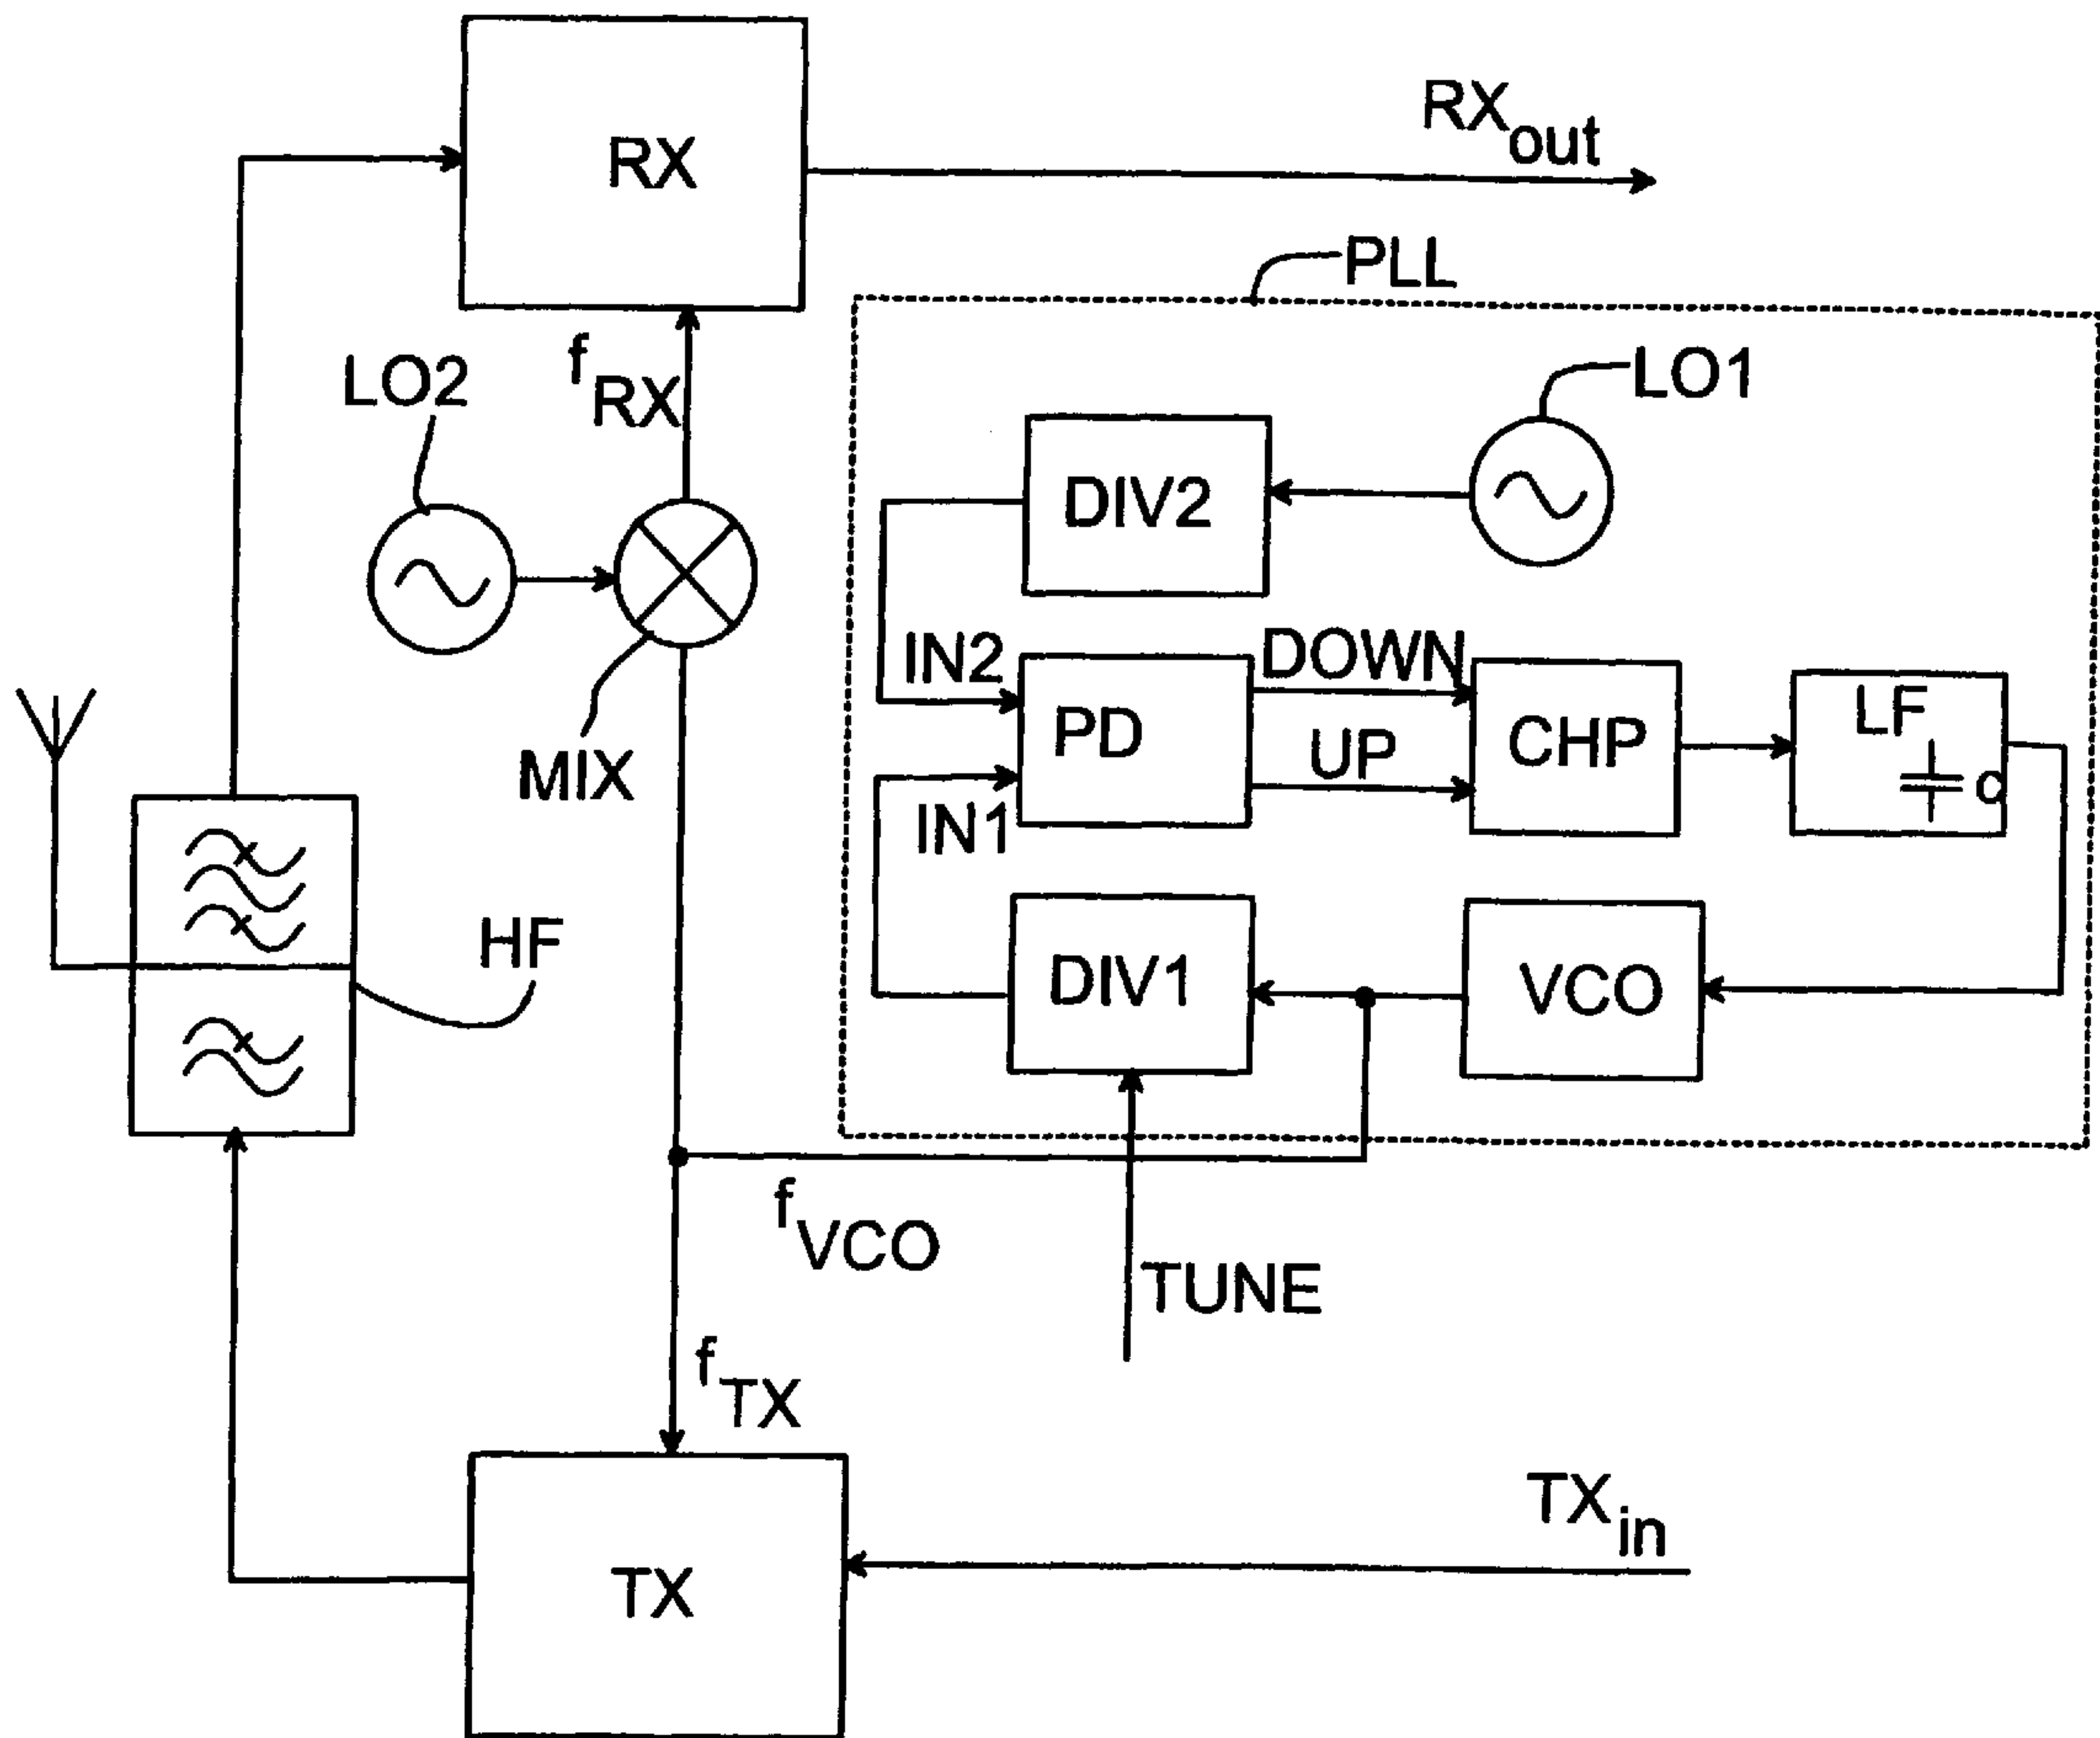 RX
RXout
PLL
fRX
LO2
LO1
DIV2
IN2
DOWN
PD
UP
CHP
LF
c
MIX
IN1
HF
DIV1
VCO
fVCO
TUNE
fTX
TXin
TX